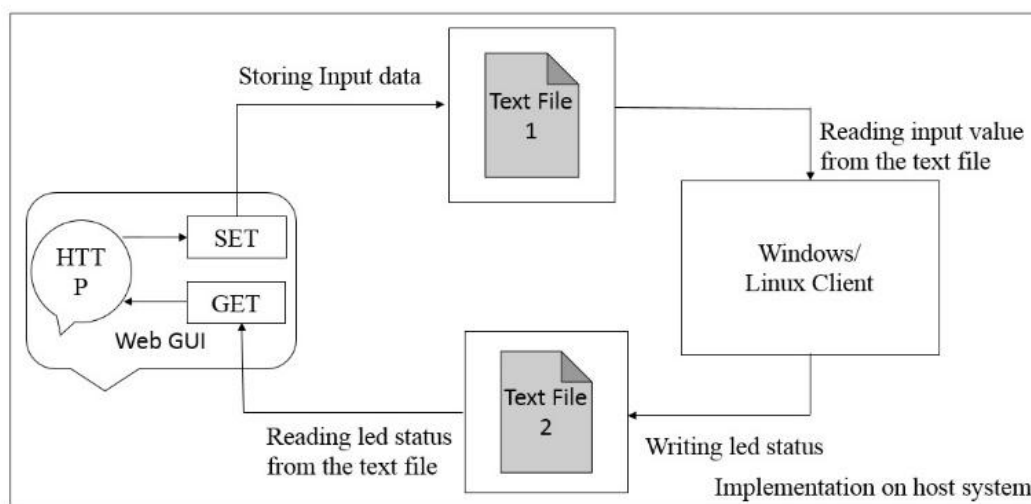 Storing Input data
Text File
1
Reading input value
from the text file
HTT
P
SET
GET
Web GUI
Windows/
Linux Client
Text File
2
Reading led status
from the text file
Writing led status
Implementation on host system